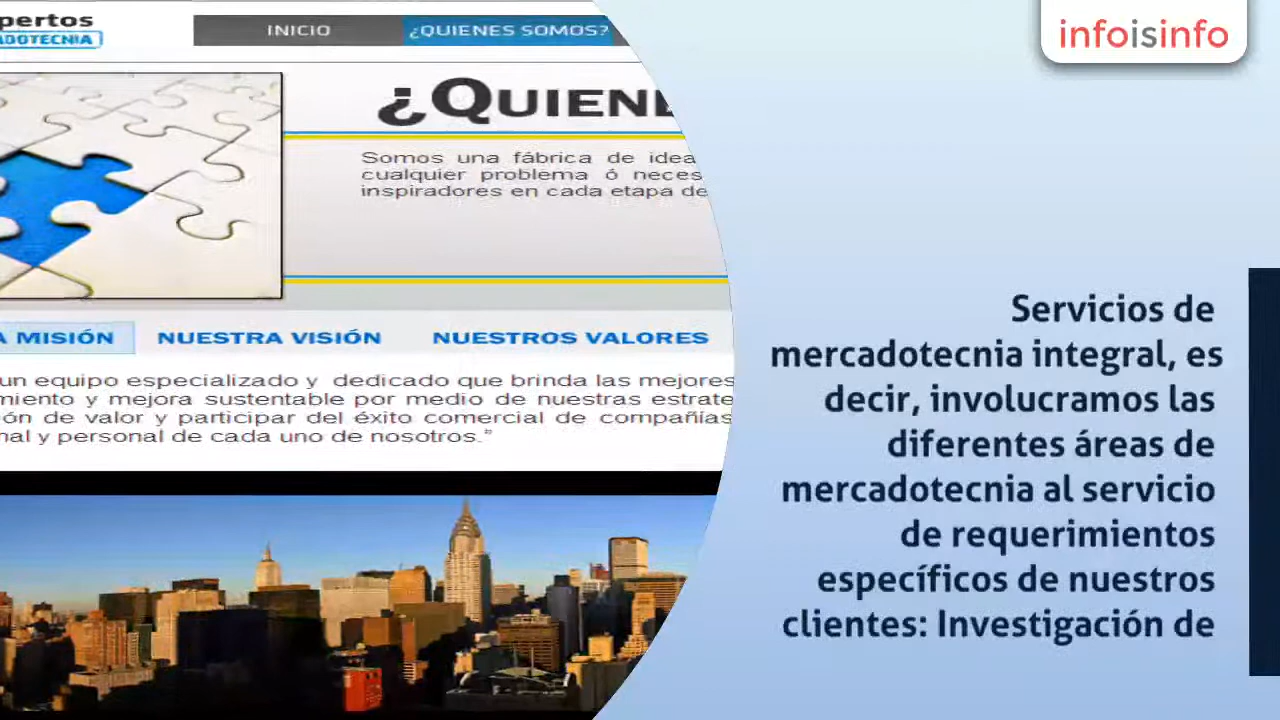 pertos
ADOTECNIA
INICIO
¿QUIENES SOMOS?
infoisinfo
¿QUIENE
Somos una fábrica de idea
cualquier problema ó neces
inspiradores en cada etapa de
A MISIÓN
NUESTRA VISIÓN
NUESTROS VALORES
un equipo especializado y dedicado que brinda las mejores
miento y mejora sustentable por medio de nuestras estrate
ión de valor y participar del éxito comercial de compañías
nal y personal de cada uno de nosotros."
Servicios de
mercadotecnia integral, es
decir, involucramos las
diferentes áreas de
mercadotecnia al servicio
de requerimientos
específicos de nuestros
clientes: Investigación de